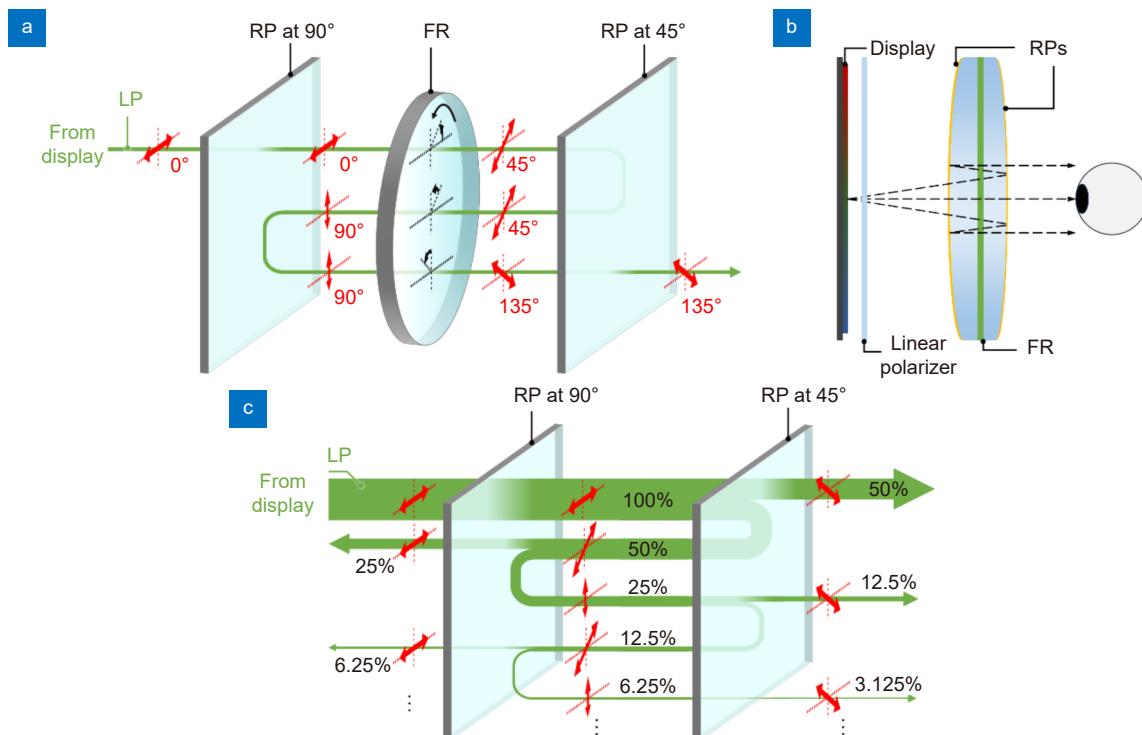 a
RP at 90°
FR
RP at 45°
LP
From
display
0°
0°
45°
90°
45°
90°
135°
135°
b
Display
RPs
Linear
polarizer
FR
c
RP at 90°
RP at 45°
LP
From
display
100%
50%
25%
50%
25%
12.5%
12.5%
6.25%
6.25%
3.125%
⋮
⋮
⋮